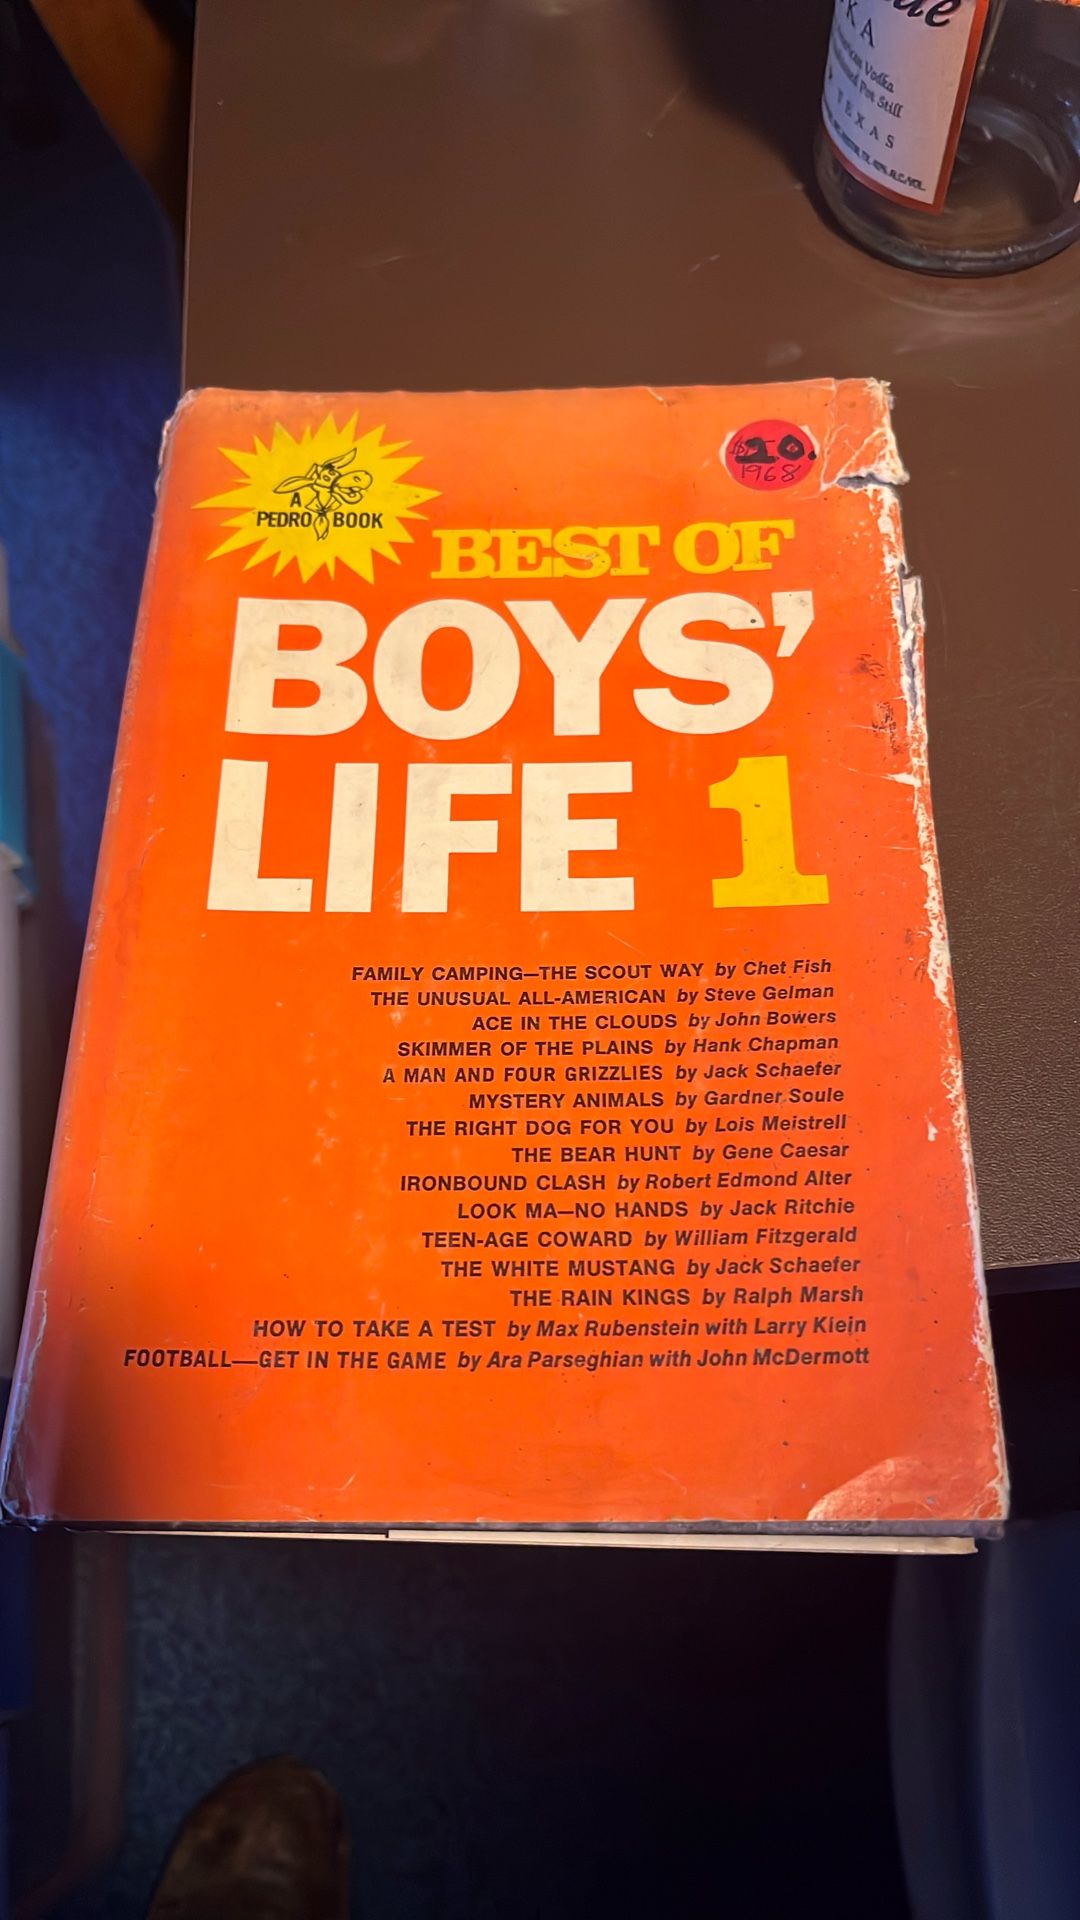 KA
American Vodka
Pot Still
TEXAS
A
PEDRO BOOK
$20.
1968
BEST OF
BOYS'
LIFE 1
FAMILY CAMPING—THE SCOUT WAY by Chet Fish
THE UNUSUAL ALL-AMERICAN by Steve Gelman
ACE IN THE CLOUDS by John Bowers
SKIMMER OF THE PLAINS by Hank Chapman
A MAN AND FOUR GRIZZLIES by Jack Schaefer
MYSTERY ANIMALS by Gardner Soule
THE RIGHT DOG FOR YOU by Lois Meistrell
THE BEAR HUNT by Gene Caesar
IRONBOUND CLASH by Robert Edmond Alter
LOOK MA—NO HANDS by Jack Ritchie
TEEN-AGE COWARD by William Fitzgerald
THE WHITE MUSTANG by Jack Schaefer
THE RAIN KINGS by Ralph Marsh
HOW TO TAKE A TEST by Max Rubenstein with Larry Klein
FOOTBALL—GET IN THE GAME by Ara Parseghian with John McDermott